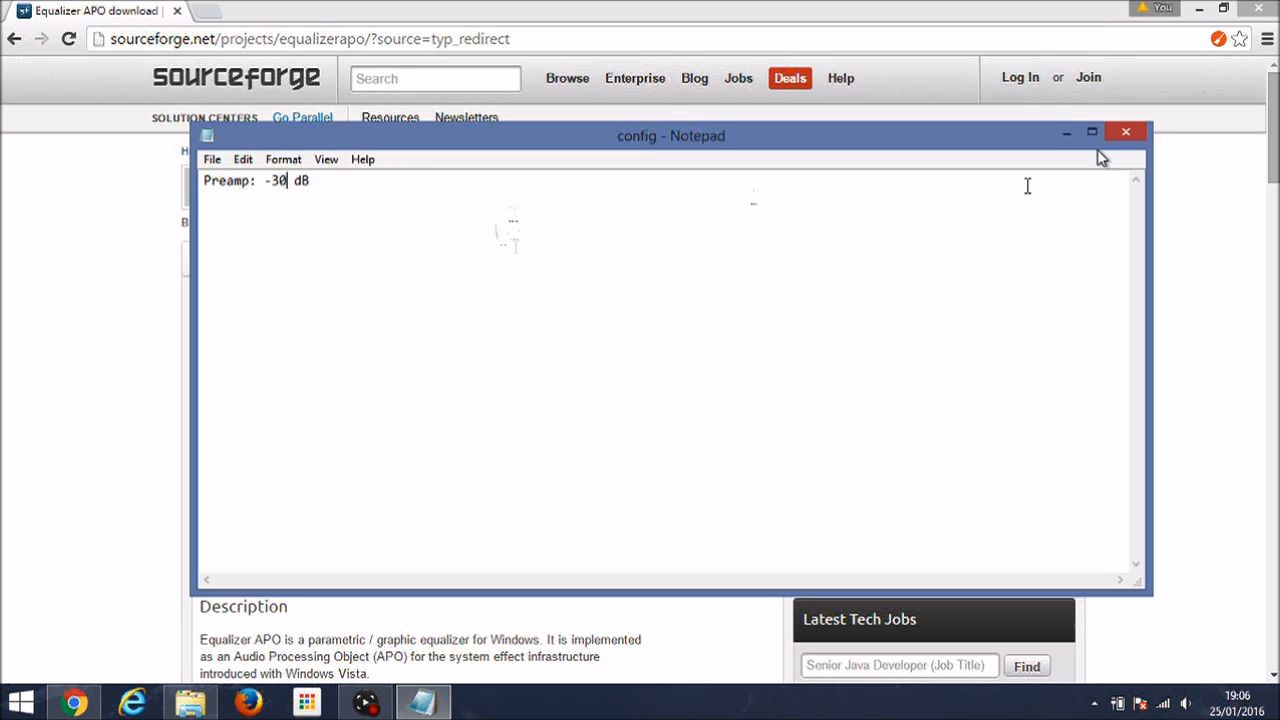 Equalizer APO download |
You
sourceforge.net/projects/equalizerapo/?source=typ_redirect
sourceforge
Search
Browse
Enterprise
Blog
Jobs
Deals
Help
Log In or Join
SOLUTION CENTERS
Go Parallel
Resources
Newsletters
config - Notepad
File Edit Format View Help
Preamp: -30 dB
H
B
Description
Equalizer APO is a parametric / graphic equalizer for Windows. It is implemented
as an Audio Processing Object (APO) for the system effect infrastructure
introduced with Windows Vista.
Latest Tech Jobs
Senior Java Developer (Job Title)
Find
19:06
25/01/2016